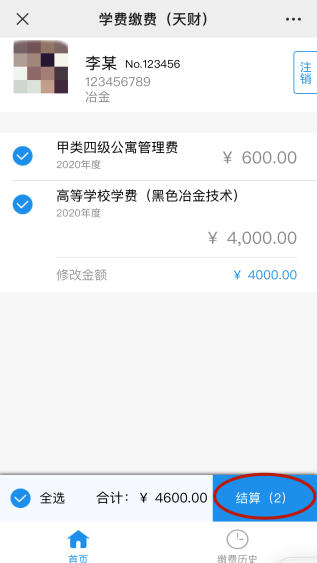 学费缴费（天财）
李某 No.123456
123456789
冶金
注销
甲类四级公寓管理费
2020年度
¥ 600.00
高等学校学费（黑色冶金技术）
2020年度
¥ 4,000.00
修改金额
¥ 4000.00
全选
合计：¥ 4600.00
结算（2）
首页
缴费历史